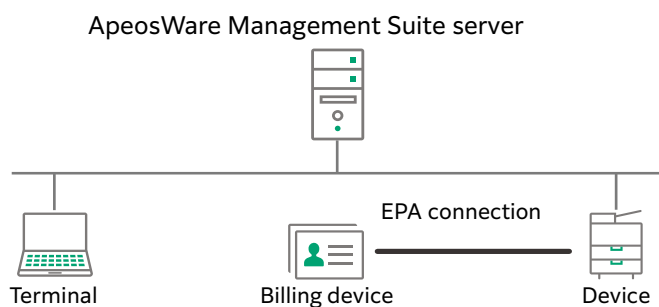 ApeosWare Management Suite server
EPA connection
Terminal
Billing device
Device